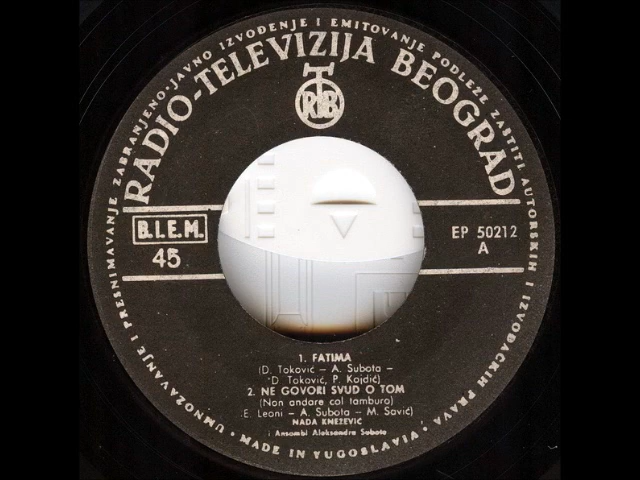 UMNOŽAVANJE I PRESNIMAVANJE ZABRANJENO · JAVNO IZVOĐENJE I EMITOVANJE PODLEŽE ZAŠTITI AUTORSKIH I IZVOĐAČKIH PRAVA
RADIO-TELEVIZIJA BEOGRAD
RTB
B.I.E.M.
45
EP 50212
A
1. FATIMA
(D. Toković – A. Subota –
D. Toković, P. Kojdić)
2. NE GOVORI SVUD O TOM
(Non andare col tamburo)
E. Leoni – A. Subota – M. Savić)
NADA KNEŽEVIĆ
i Ansambl Aleksandra Subote
MADE IN YUGOSLAVIA